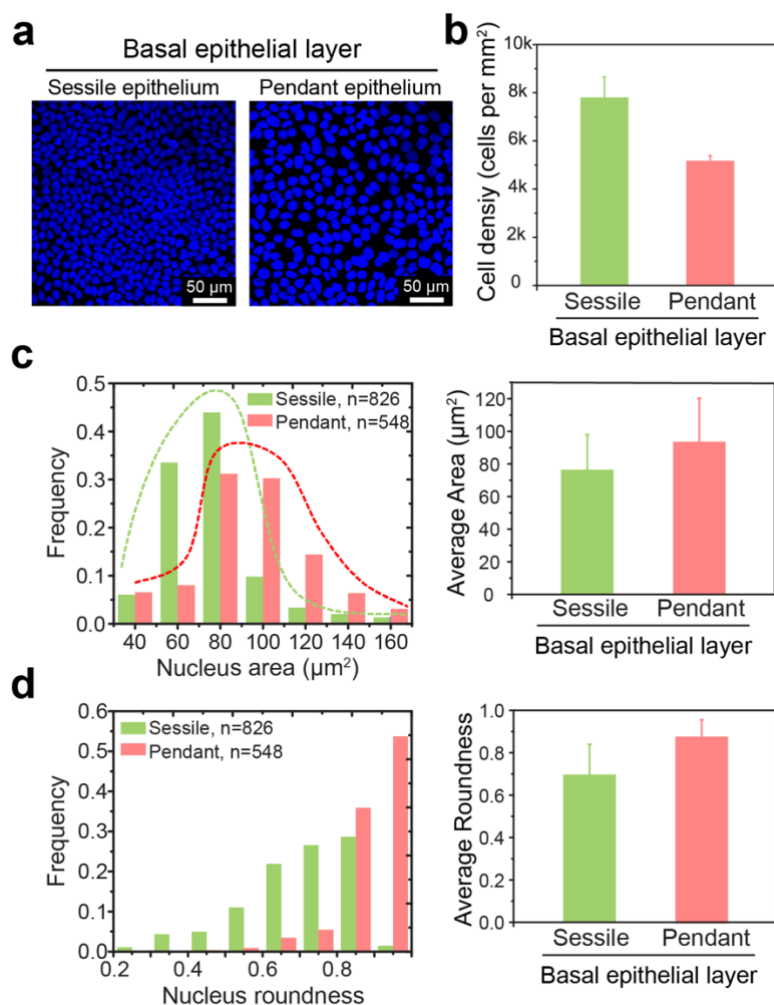 a
Basal epithelial layer
Sessile epithelium
Pendant epithelium
50 µm
50 µm
b
Cell densiy (cells per mm²)
10k
8k
6k
4k
2k
0
Sessile Pendant
Basal epithelial layer
c
Frequency
0.5
0.4
0.3
0.2
0.1
0.0
Sessile, n=826
Pendant, n=548
40 60 80 100 120 140 160
Nucleus area (µm²)
Average Area (µm²)
120
100
80
60
40
20
0
Sessile Pendant
Basal epithelial layer
d
Frequency
0.6
0.5
0.4
0.3
0.2
0.1
0.0
Sessile, n=826
Pendant, n=548
0.2 0.4 0.6 0.8
Nucleus roundness
Average Roundness
1.0
0.8
0.6
0.4
0.2
0.0
Sessile Pendant
Basal epithelial layer